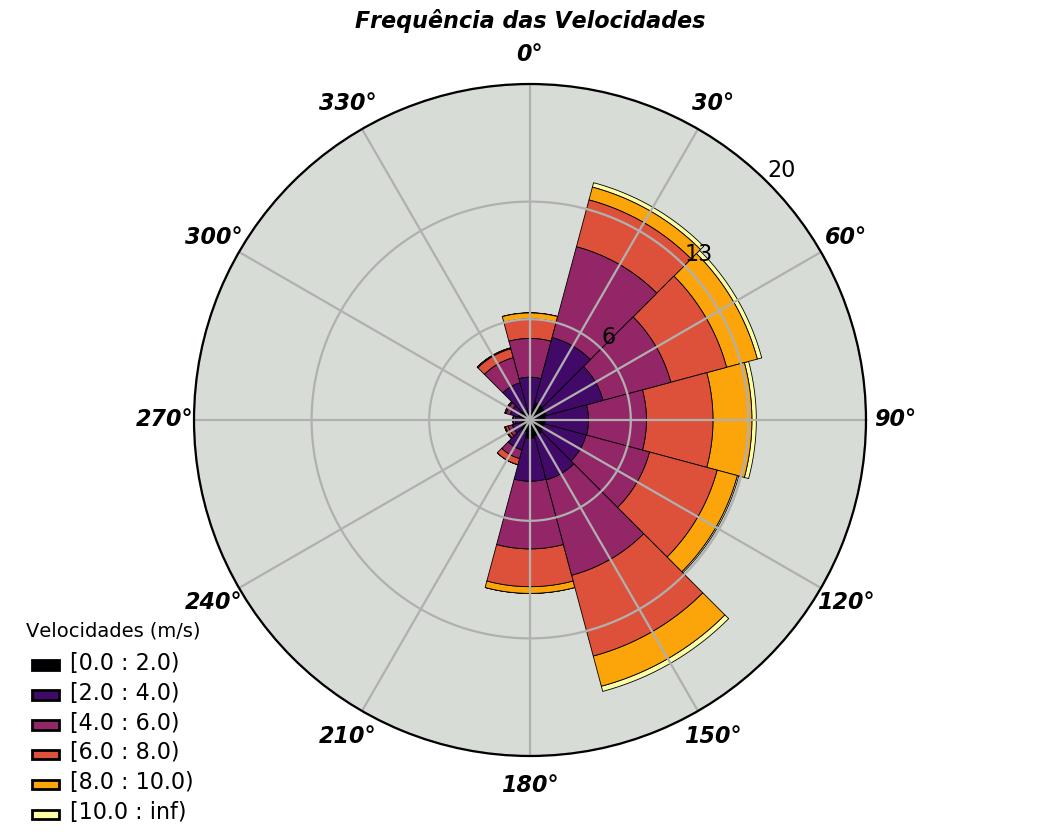 Frequência das Velocidades
0°
330°
30°
20
300°
60°
13
6
270°
90°
240°
120°
210°
150°
180°
Velocidades (m/s)
[0.0 : 2.0)
[2.0 : 4.0)
[4.0 : 6.0)
[6.0 : 8.0)
[8.0 : 10.0)
[10.0 : inf)